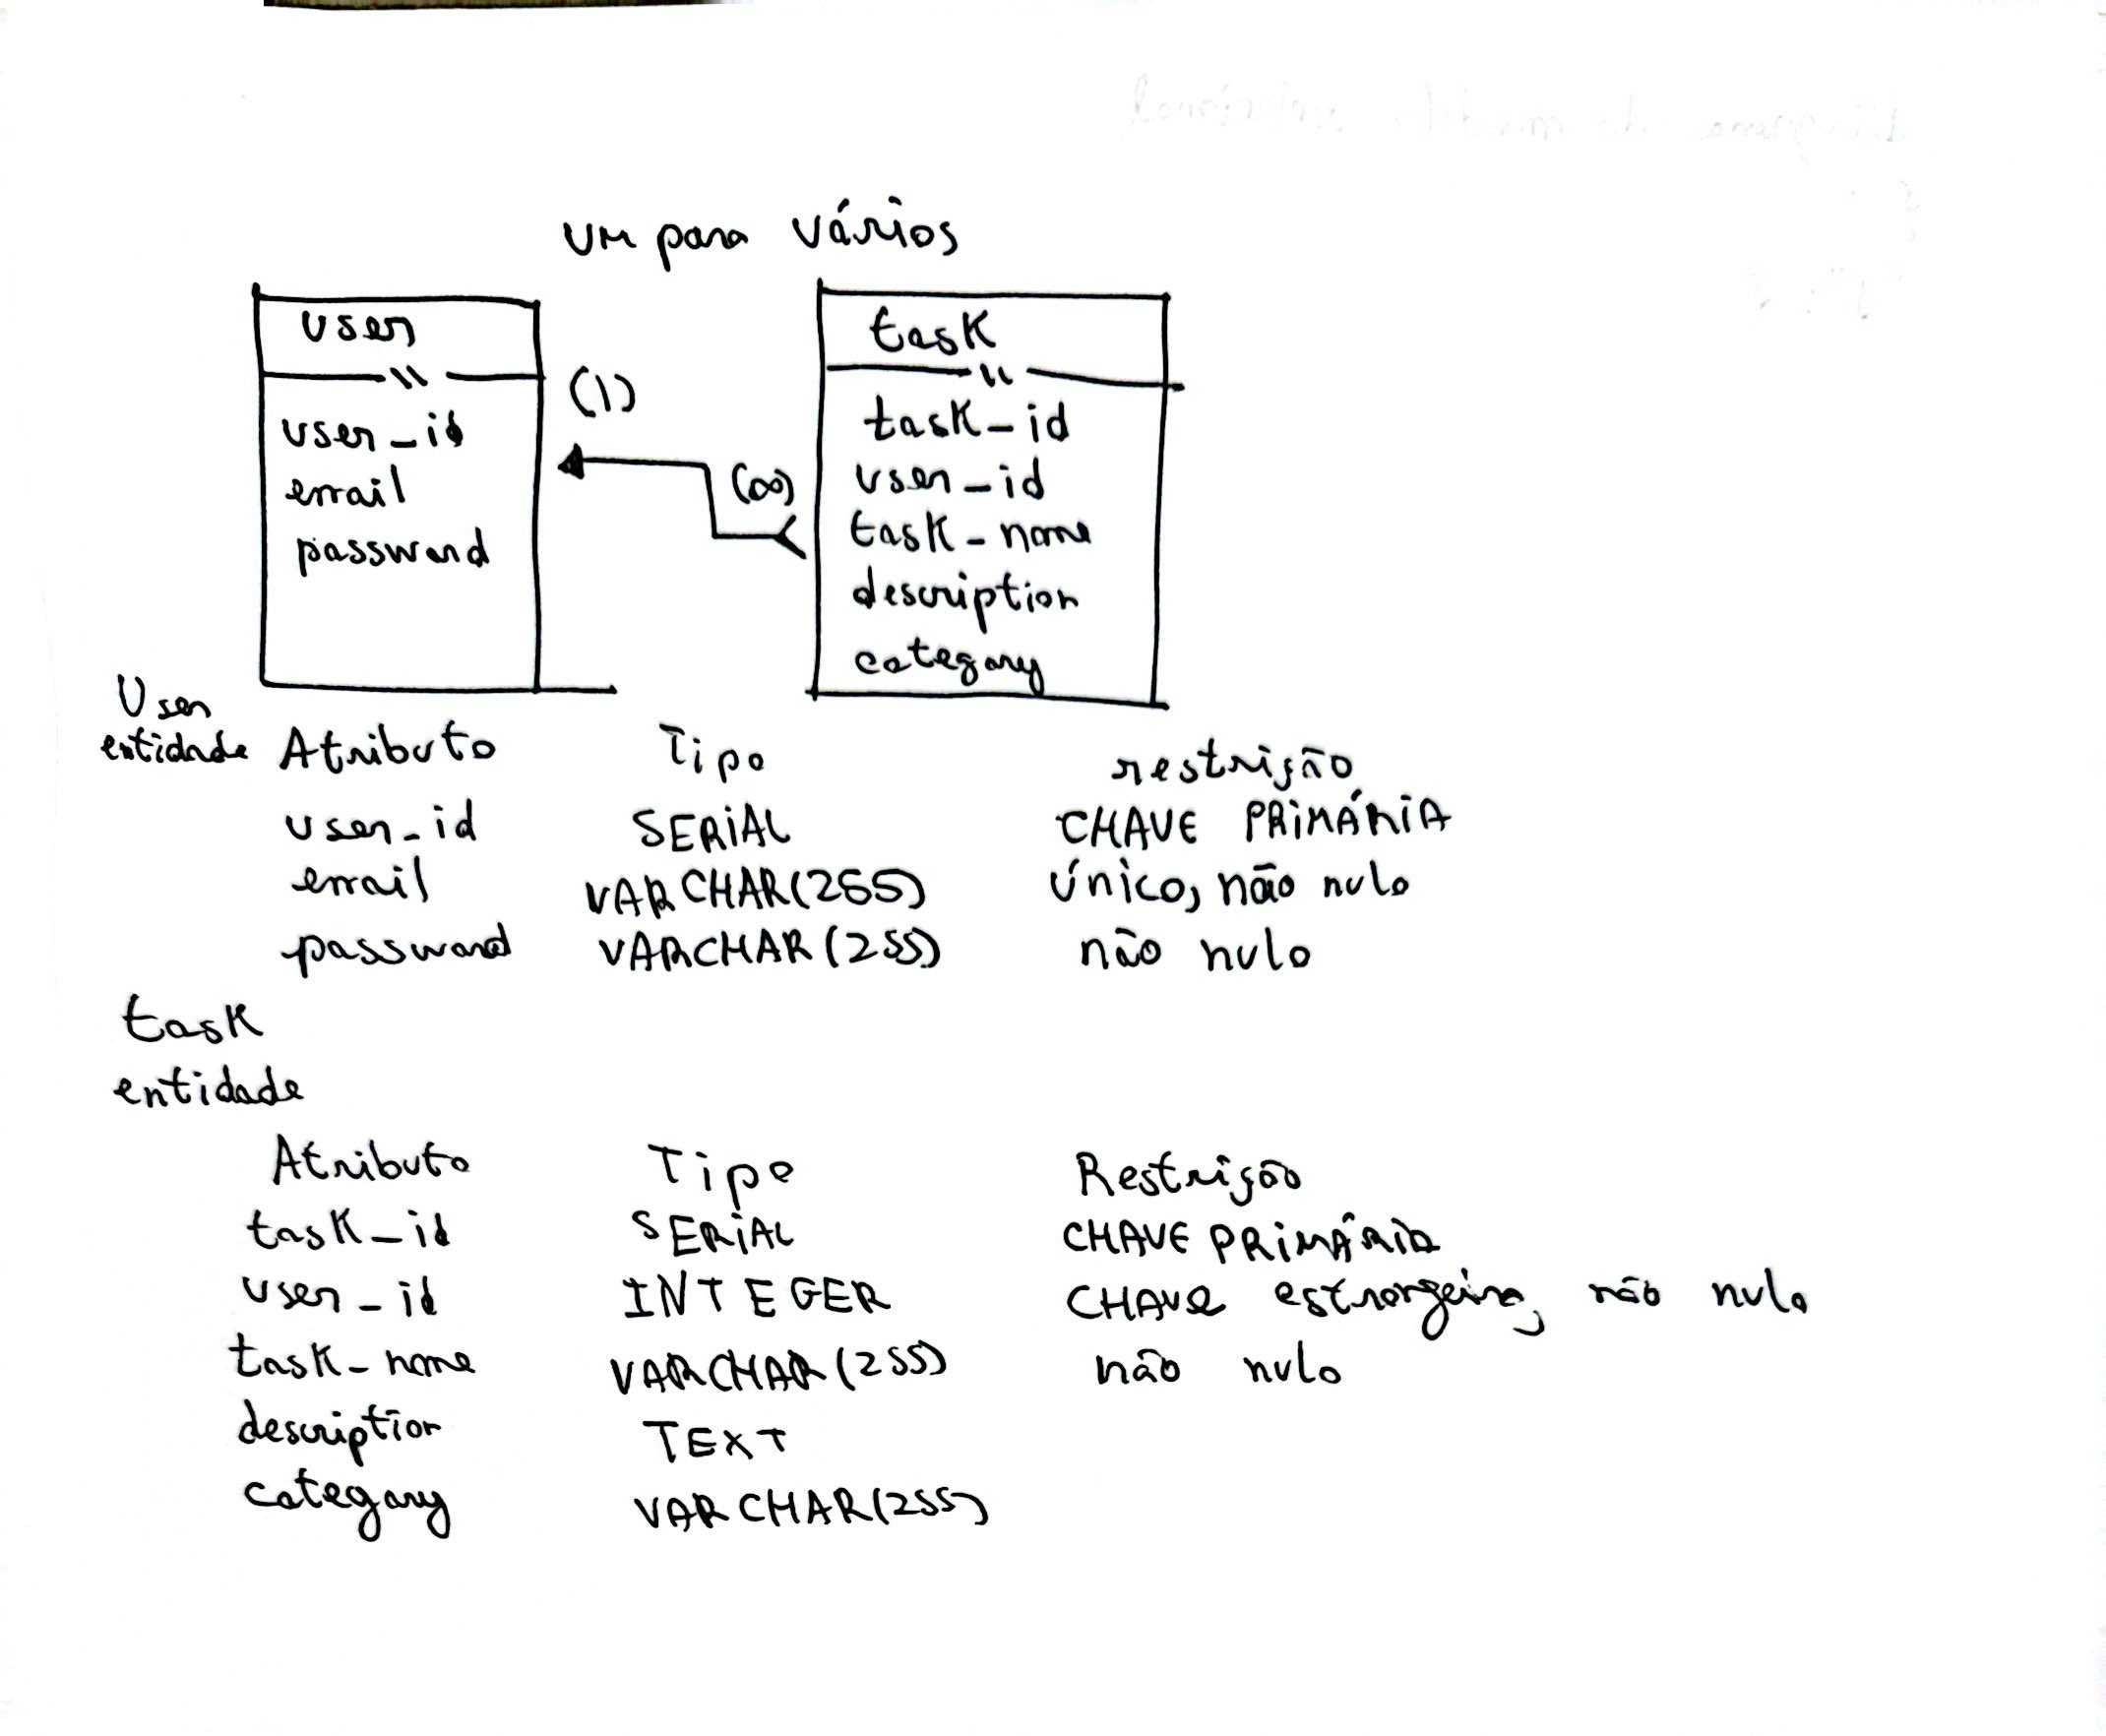 Um para vários
user
task
(1)
user_id
email
password
(∞)
task_id
user_id
task_name
description
category
User
entidade Atributo Tipo restrição
user_id SERIAL CHAVE PRIMÁRIA
email VARCHAR(255) único, não nulo
password VARCHAR(255) não nulo
task
entidade
Atributo Tipo Restrição
task_id SERIAL CHAVE PRIMÁRIA
user_id INTEGER CHAVE estrangeira, não nulo
task_name VARCHAR(255) não nulo
description TEXT
category VARCHAR(255)